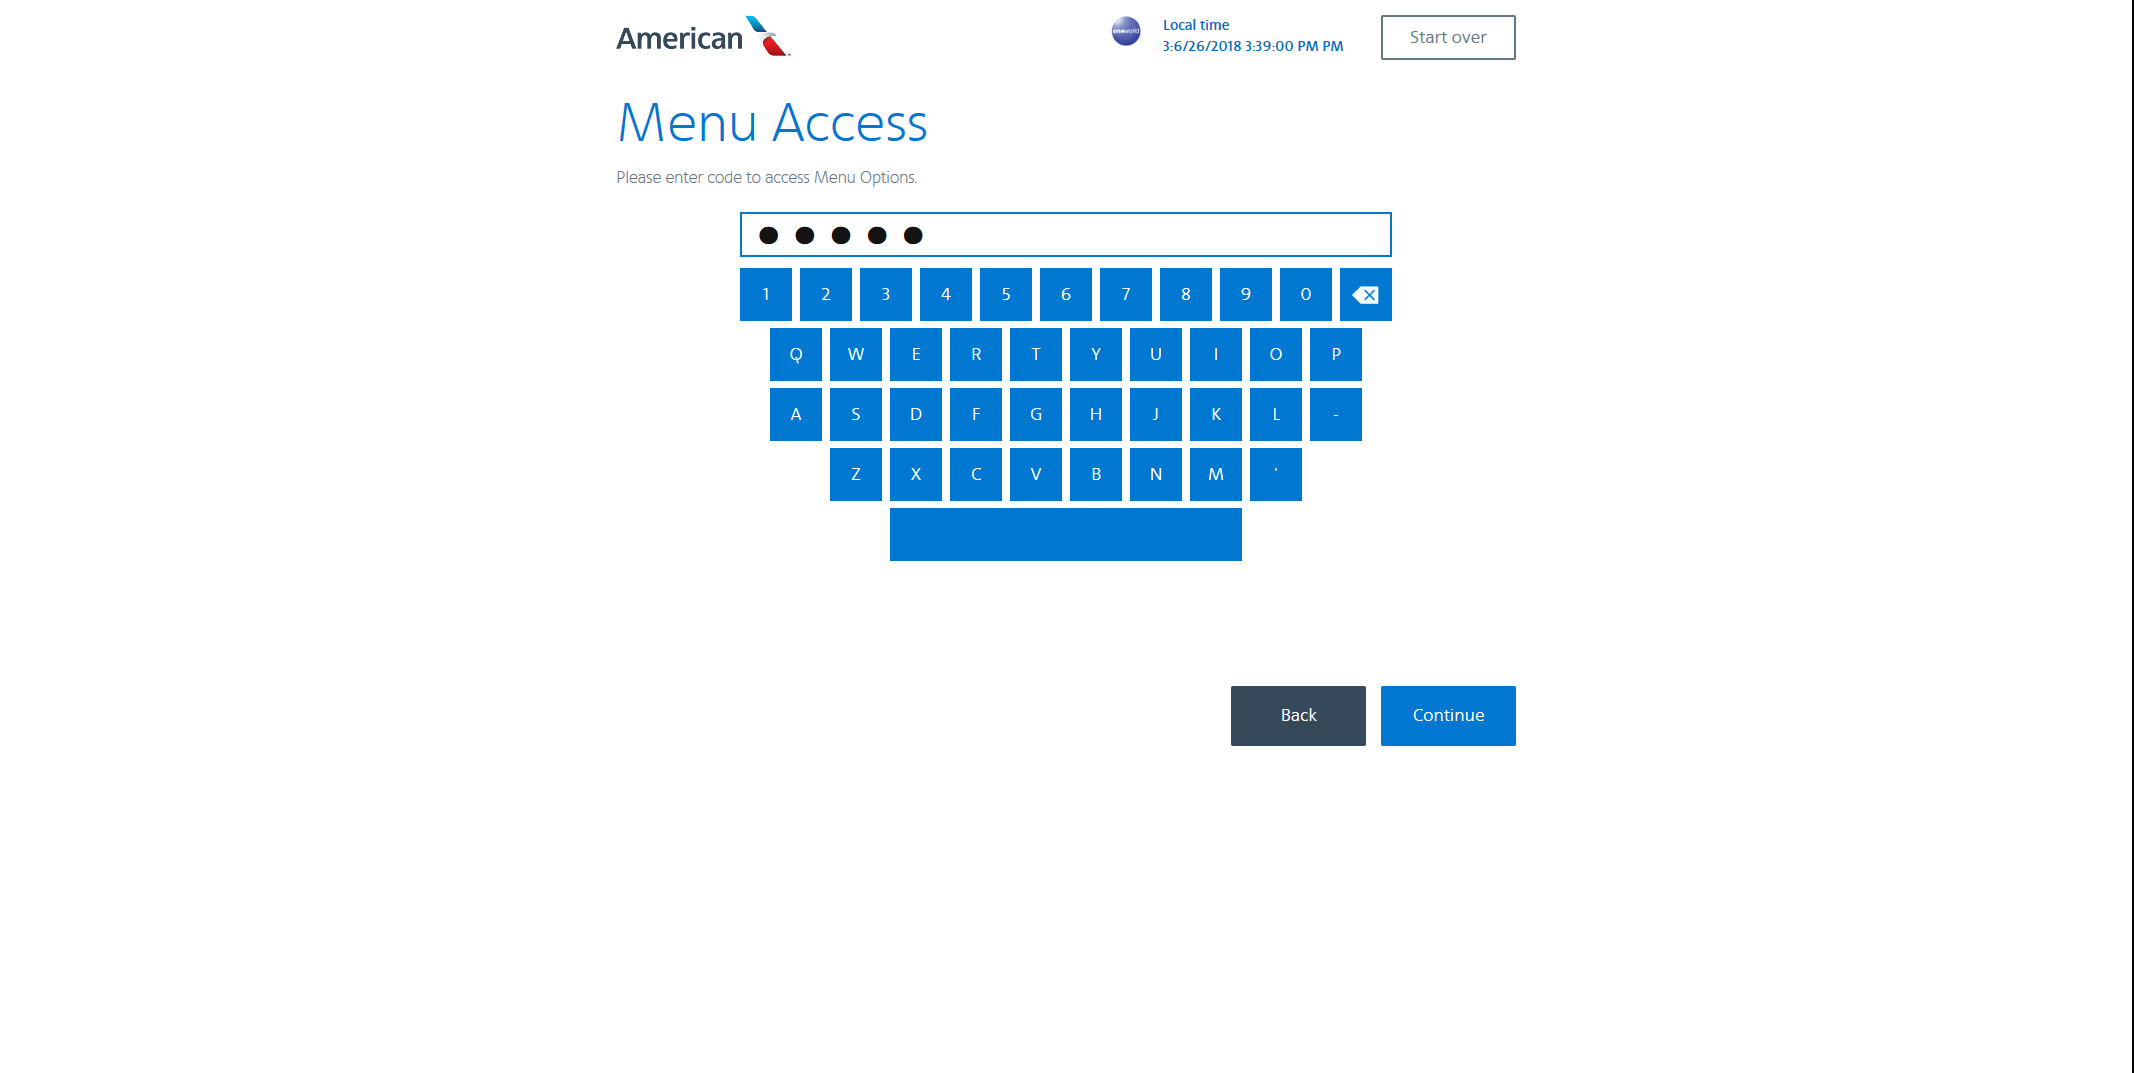 American
oneworld
Local time
3:6/26/2018 3:39:00 PM PM
Start over
Menu Access
Please enter code to access Menu Options.
● ● ● ● ●
1 2 3 4 5 6 7 8 9 0
Q W E R T Y U I O P
A S D F G H J K L -
Z X C V B N M '
Back Continue